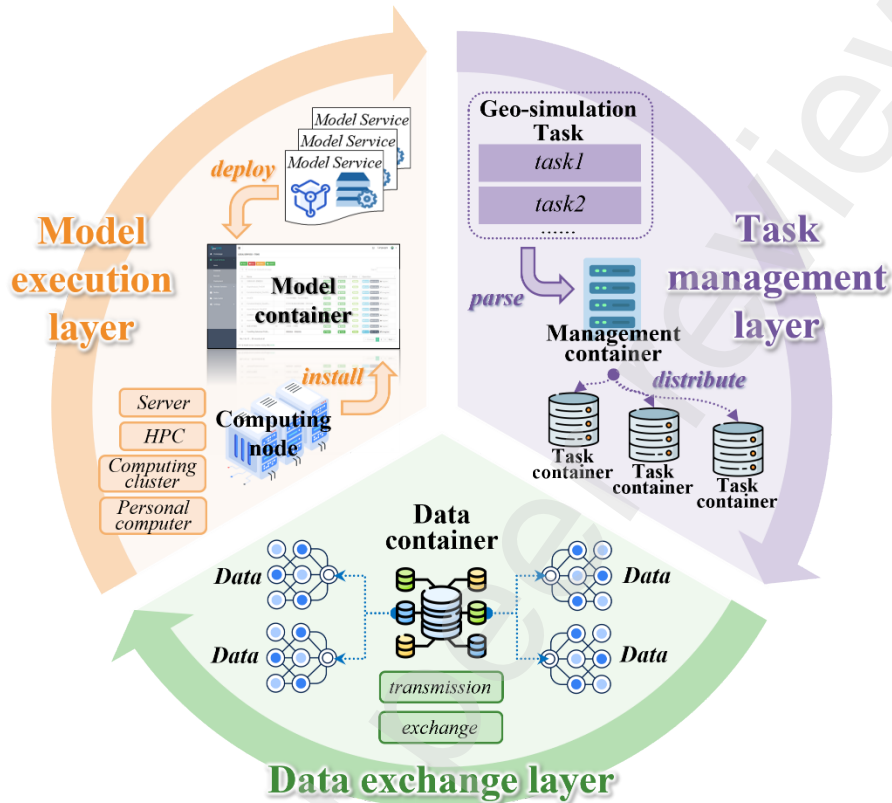 Model
execution
layer
Model Service
Model Service
Model Service
deploy
Model
container
install
Computing
node
Server
HPC
Computing
cluster
Personal
computer
Geo-simulation
Task
task1
task2
......
parse
Management
container
distribute
Task
container
Task
container
Task
container
Task
management
layer
Data
container
Data
Data
Data
Data
transmission
exchange
Data exchange layer
peer review